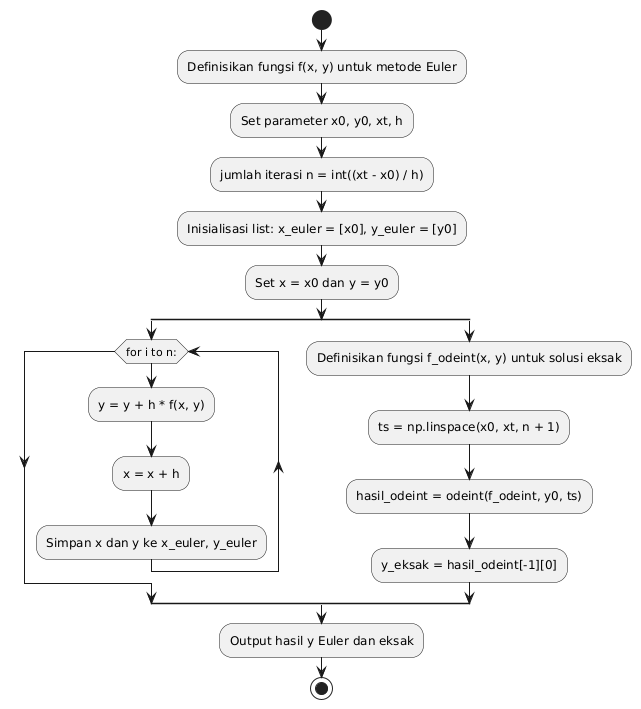 Definisikan fungsi f(x, y) untuk metode Euler
Set parameter x0, y0, xt, h
jumlah iterasi n = int((xt - x0) / h)
Inisialisasi list: x_euler = [x0], y_euler = [y0]
Set x = x0 dan y = y0
for i to n:
y = y + h * f(x, y)
x = x + h
Simpan x dan y ke x_euler, y_euler
Definisikan fungsi f_odeint(x, y) untuk solusi eksak
ts = np.linspace(x0, xt, n + 1)
hasil_odeint = odeint(f_odeint, y0, ts)
y_eksak = hasil_odeint[-1][0]
Output hasil y Euler dan eksak